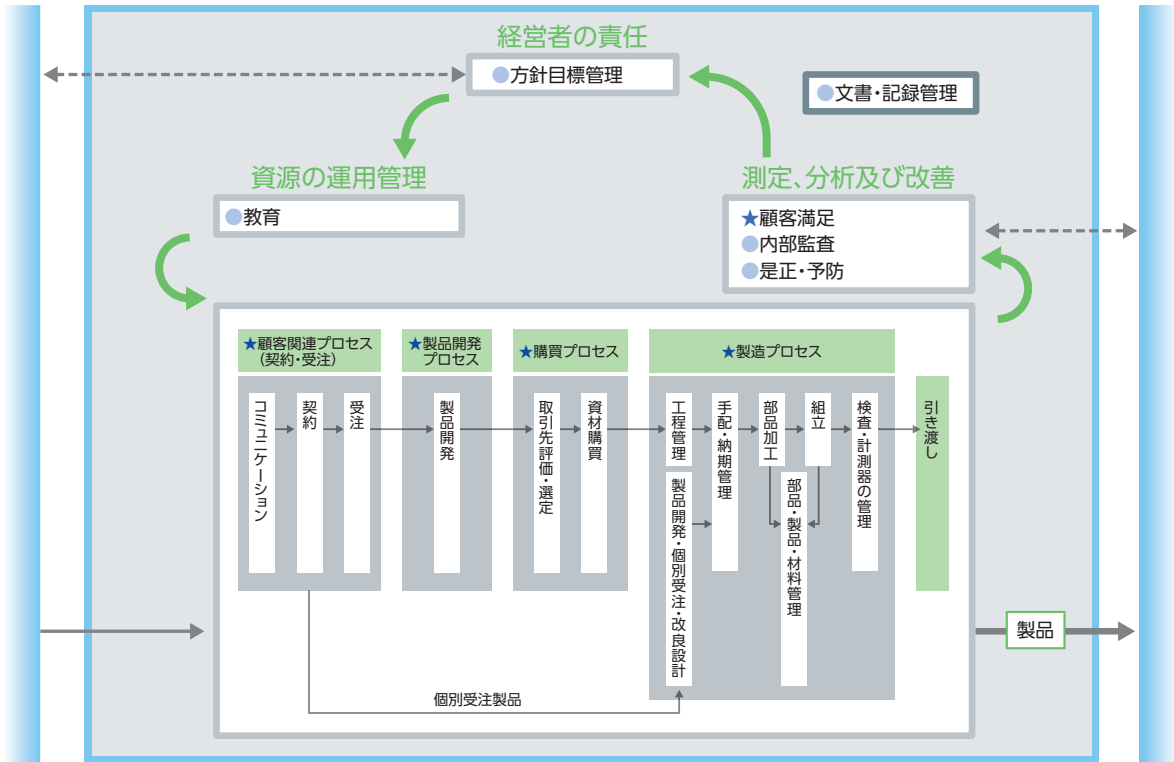 経営者の責任
●方針目標管理
●文書・記録管理
資源の運用管理
●教育
測定、分析及び改善
★顧客満足
●内部監査
●是正・予防
★顧客関連プロセス
(契約・受注)
★製品開発
プロセス
★購買プロセス
★製造プロセス
コミュニケーション
契約
受注
製品開発
取引先評価・選定
資材購買
工程管理
製品開発・個別受注・改良設計
手配・納期管理
部品加工
部品・製品・材料管理
組立
検査・計測器の管理
引き渡し
個別受注製品
製品